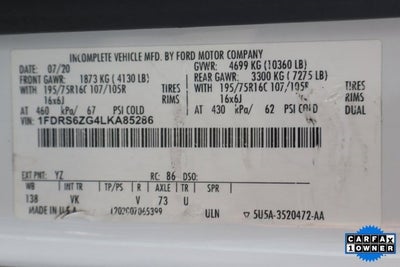 INCOMPLETE VEHICLE MFD. BY FORD MOTOR COMPANY
DATE: 07/20 GVWR: 4699 KG (10360 LB)
FRONT GAWR: 1873 KG ( 4130 LB) REAR GAWR: 3300 KG ( 7275 LB)
WITH 195/75R16C 107/105R TIRES WITH 195/75R16C 107/105R TIRES
16x6J RIMS 16x6J RIMS
AT 460 kPa/ 67 PSI COLD AT 430 kPa/ 62 PSI COLD
VIN: 1FDRS6ZG4LKA85286 DUAL
EXT PNT: YZ RC: 86 DSO:
WB INT TR TP/PS R AXLE TR SPR
138 VK V 73 U
MADE IN U.S.A. ULN 5U5A-3520472-AA
CARFAX
1 OWNER